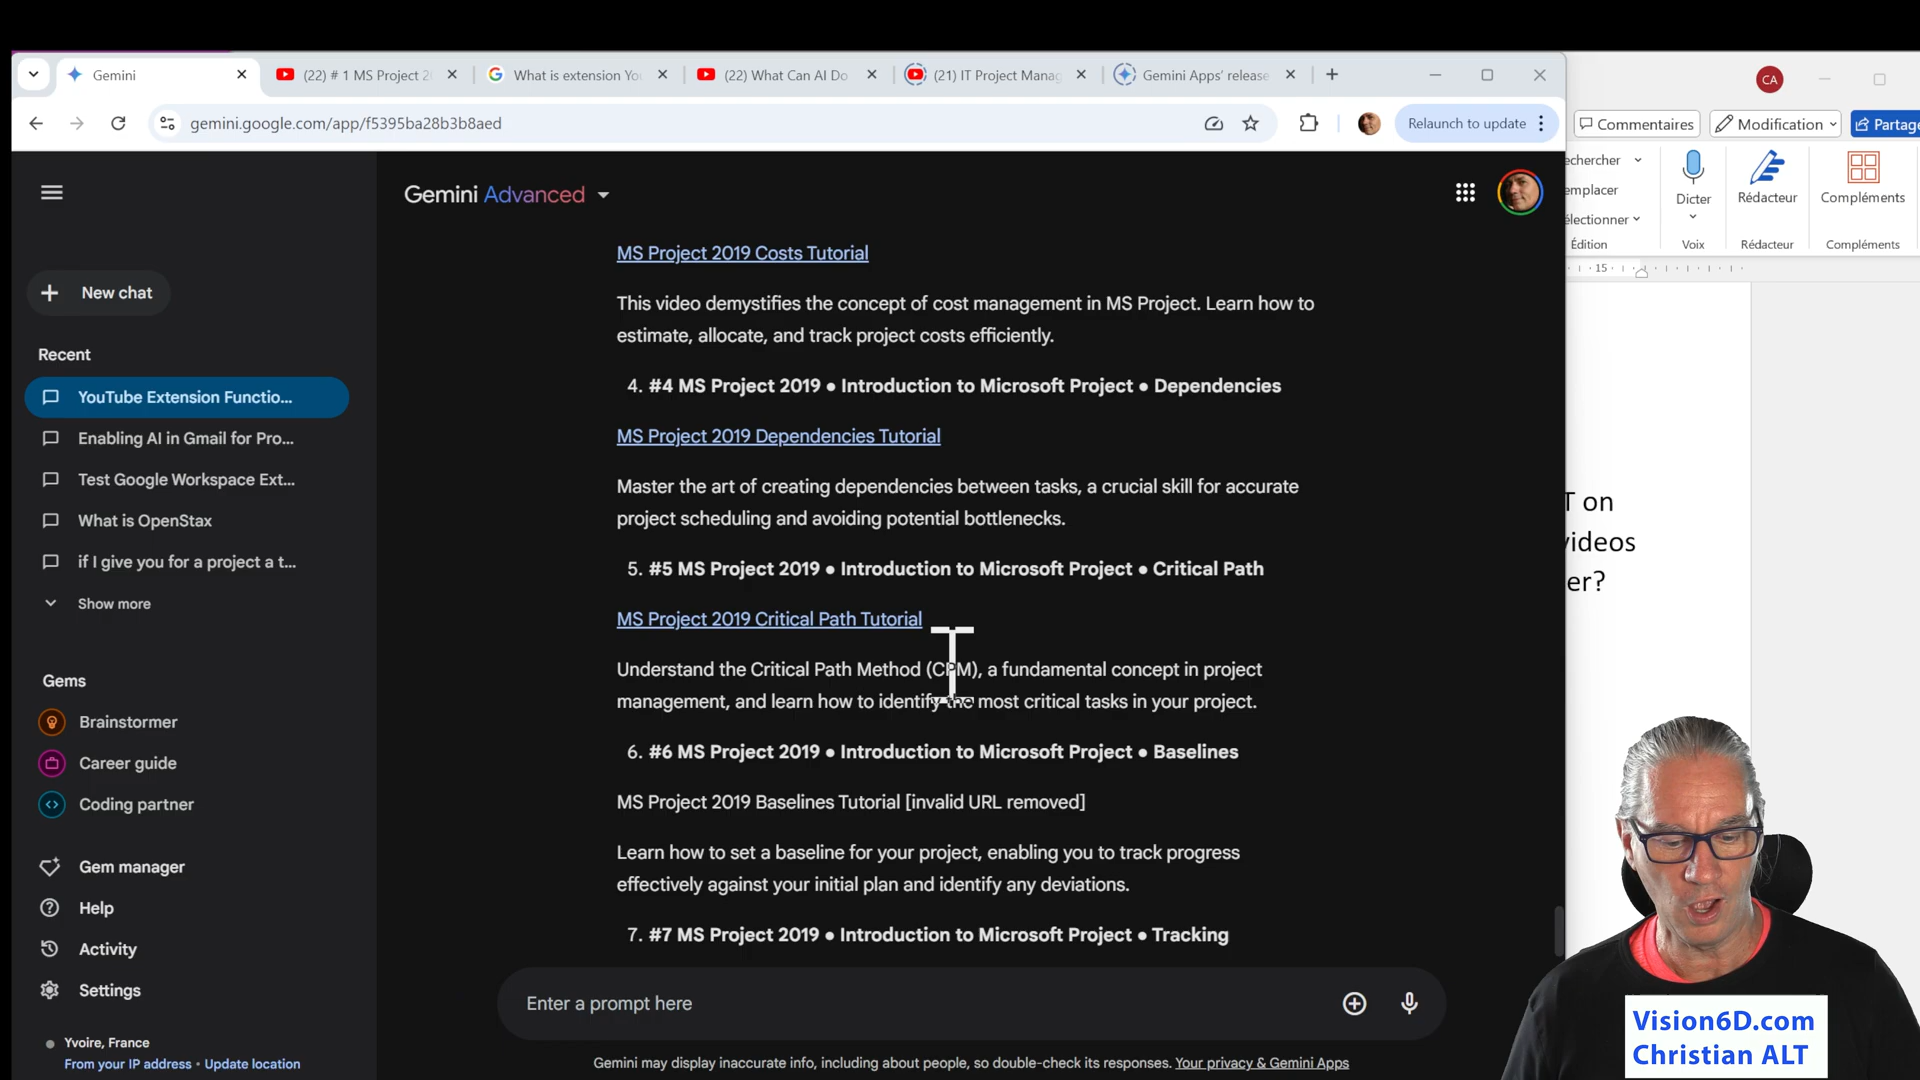 Gemini
(22) # 1 MS Project 2
What is extension Yo
(22) What Can AI Do
(21) IT Project Manag
Gemini Apps' release
gemini.google.com/app/f5395ba28b3b8aed
Relaunch to update
CA
Commentaires
Modification
Partage
echercher
emplacer
électionner
Édition
Dicter
Voix
Rédacteur
Rédacteur
Compléments
Compléments
15
T on
videos
er?
Gemini Advanced
New chat
Recent
YouTube Extension Functio...
Enabling AI in Gmail for Pro...
Test Google Workspace Ext...
What is OpenStax
if I give you for a project a t...
Show more
Gems
Brainstormer
Career guide
Coding partner
Gem manager
Help
Activity
Settings
Yvoire, France
From your IP address • Update location
MS Project 2019 Costs Tutorial
This video demystifies the concept of cost management in MS Project. Learn how to
estimate, allocate, and track project costs efficiently.
4. #4 MS Project 2019 ● Introduction to Microsoft Project ● Dependencies
MS Project 2019 Dependencies Tutorial
Master the art of creating dependencies between tasks, a crucial skill for accurate
project scheduling and avoiding potential bottlenecks.
5. #5 MS Project 2019 ● Introduction to Microsoft Project ● Critical Path
MS Project 2019 Critical Path Tutorial
Understand the Critical Path Method (CPM), a fundamental concept in project
management, and learn how to identify the most critical tasks in your project.
6. #6 MS Project 2019 ● Introduction to Microsoft Project ● Baselines
MS Project 2019 Baselines Tutorial [invalid URL removed]
Learn how to set a baseline for your project, enabling you to track progress
effectively against your initial plan and identify any deviations.
7. #7 MS Project 2019 ● Introduction to Microsoft Project ● Tracking
Enter a prompt here
Gemini may display inaccurate info, including about people, so double-check its responses. Your privacy & Gemini Apps
Vision6D.com
Christian ALT